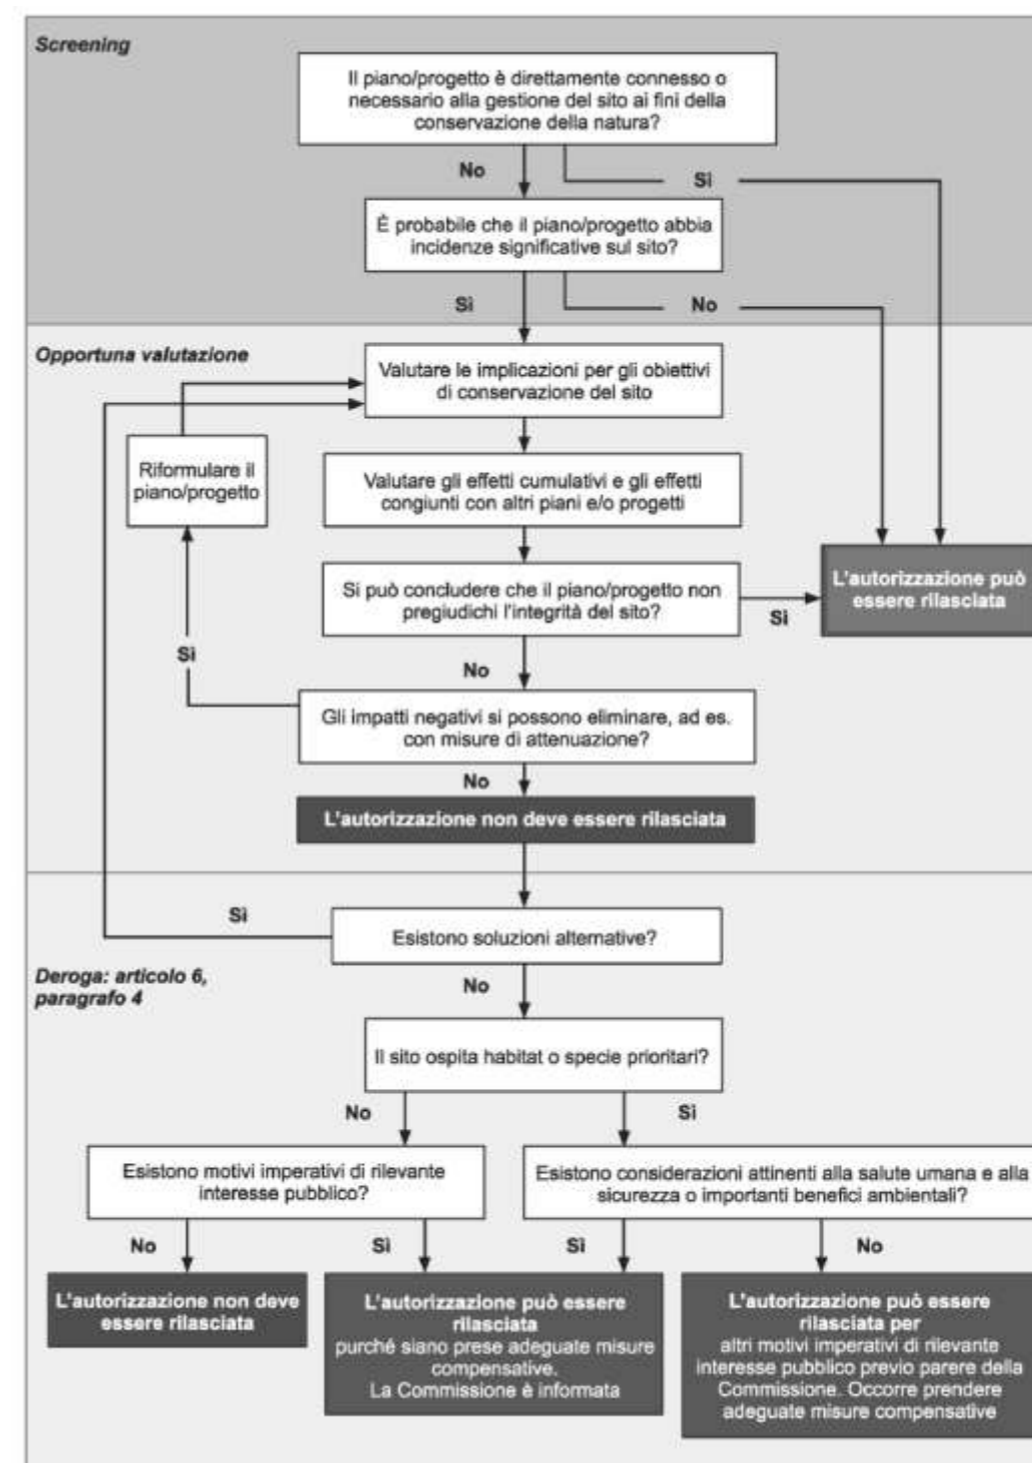 Screening
Il piano/progetto è direttamente connesso o
necessario alla gestione del sito ai fini della
conservazione della natura?
No
Sì
È probabile che il piano/progetto abbia
incidenze significative sul sito?
Sì
No
Opportuna valutazione
Valutare le implicazioni per gli obiettivi
di conservazione del sito
Riformulare il
piano/progetto
Valutare gli effetti cumulativi e gli effetti
congiunti con altri piani e/o progetti
Si può concludere che il piano/progetto non
pregiudichi l'integrità del sito?
Sì
L'autorizzazione può
essere rilasciata
Sì
No
Gli impatti negativi si possono eliminare, ad es.
con misure di attenuazione?
No
L'autorizzazione non deve essere rilasciata
Sì
Esistono soluzioni alternative?
Deroga: articolo 6,
paragrafo 4
No
Il sito ospita habitat o specie prioritari?
No
Sì
Esistono motivi imperativi di rilevante
interesse pubblico?
Esistono considerazioni attinenti alla salute umana e alla
sicurezza o importanti benefici ambientali?
No
Sì
Sì
No
L'autorizzazione non deve
essere rilasciata
L'autorizzazione può essere
rilasciata
purché siano prese adeguate misure
compensative.
La Commissione è informata
L'autorizzazione può essere
rilasciata per
altri motivi imperativi di rilevante
interesse pubblico previo parere della
Commissione. Occorre prendere
adeguate misure compensative